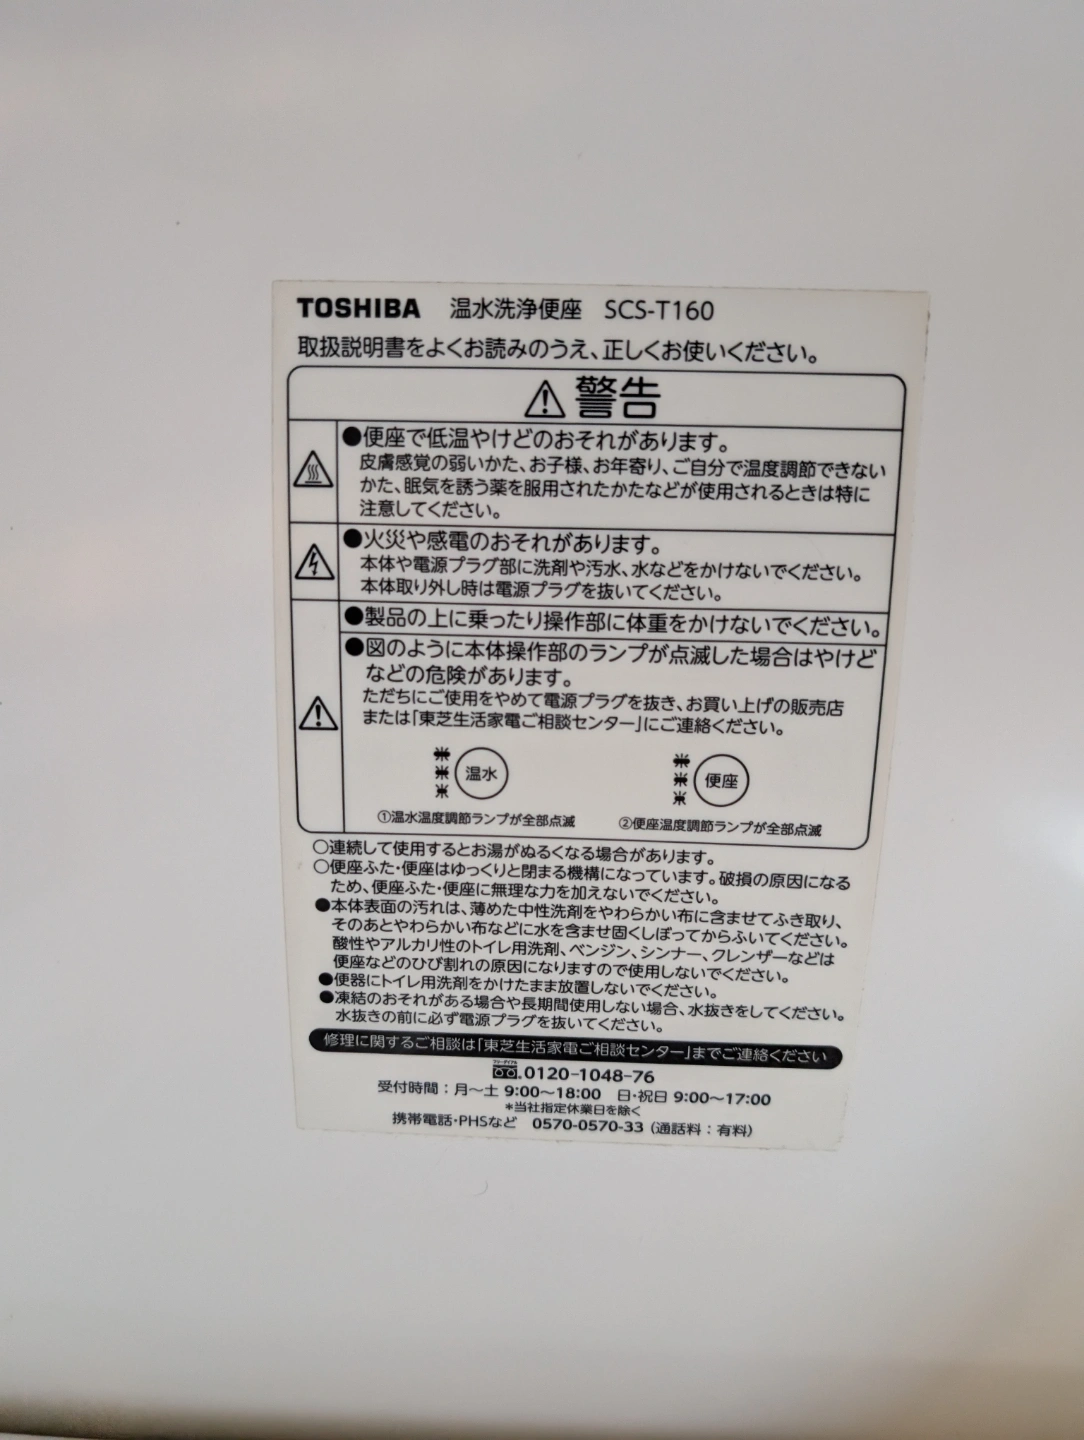 TOSHIBA 温水洗浄便座 SCS-T160
取扱説明書をよくお読みのうえ、正しくお使いください。
警告
●便座で低温やけどのおそれがあります。
皮膚感覚の弱いかた、お子様、お年寄り、ご自分で温度調節できない
かた、眠気を誘う薬を服用されたかたなどが使用されるときは特に
注意してください。
●火災や感電のおそれがあります。
本体や電源プラグ部に洗剤や汚水、水などをかけないでください。
本体取り外し時は電源プラグを抜いてください。
●製品の上に乗ったり操作部に体重をかけないでください。
●図のように本体操作部のランプが点滅した場合はやけど
などの危険があります。
ただちにご使用をやめて電源プラグを抜き、お買い上げの販売店
または「東芝生活家電ご相談センター」にご連絡ください。
温水 便座
①温水温度調節ランプが全部点滅 ②便座温度調節ランプが全部点滅
○連続して使用するとお湯がぬるくなる場合があります。
○便座ふた・便座はゆっくりと閉まる機構になっています。破損の原因になる
ため、便座ふた・便座に無理な力を加えないでください。
●本体表面の汚れは、薄めた中性洗剤をやわらかい布に含ませてふき取り、
そのあとやわらかい布などに水を含ませ固くしぼってからふいてください。
酸性やアルカリ性のトイレ用洗剤、ベンジン、シンナー、クレンザーなどは
便座などのひび割れの原因になりますので使用しないでください。
●便器にトイレ用洗剤をかけたまま放置しないでください。
●凍結のおそれがある場合や長期間使用しない場合、水抜きをしてください。
水抜きの前に必ず電源プラグを抜いてください。
修理に関するご相談は「東芝生活家電ご相談センター」までご連絡ください
フリーダイヤル 0120-1048-76
受付時間：月～土 9:00～18:00 日・祝日 9:00～17:00
*当社指定休業日を除く
携帯電話・PHSなど 0570-0570-33（通話料：有料）